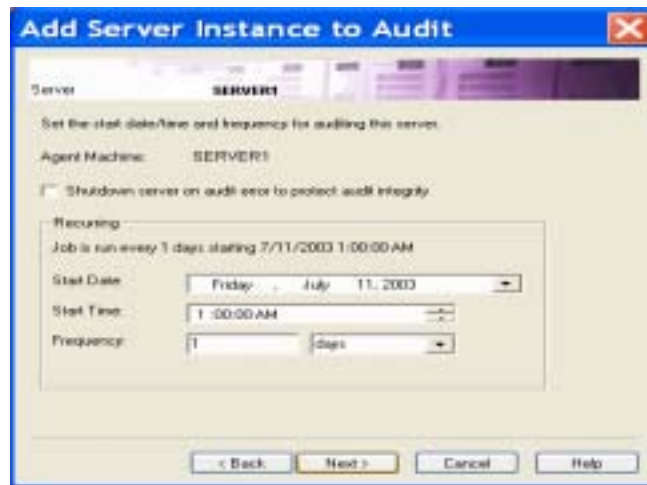 Add Server Instance to Audit
Server SERVER1
Set the start date/time and frequency for auditing this server.
Agent Machine: SERVER1
Shutdown server on audit error to protect audit integrity
Recurring
Job is run every 1 days starting 7/11/2003 1:00:00 AM
Start Date: Friday , July 11, 2003
Start Time: 1 :00:00 AM
Frequency: 1 days
< Back Next > Cancel Help